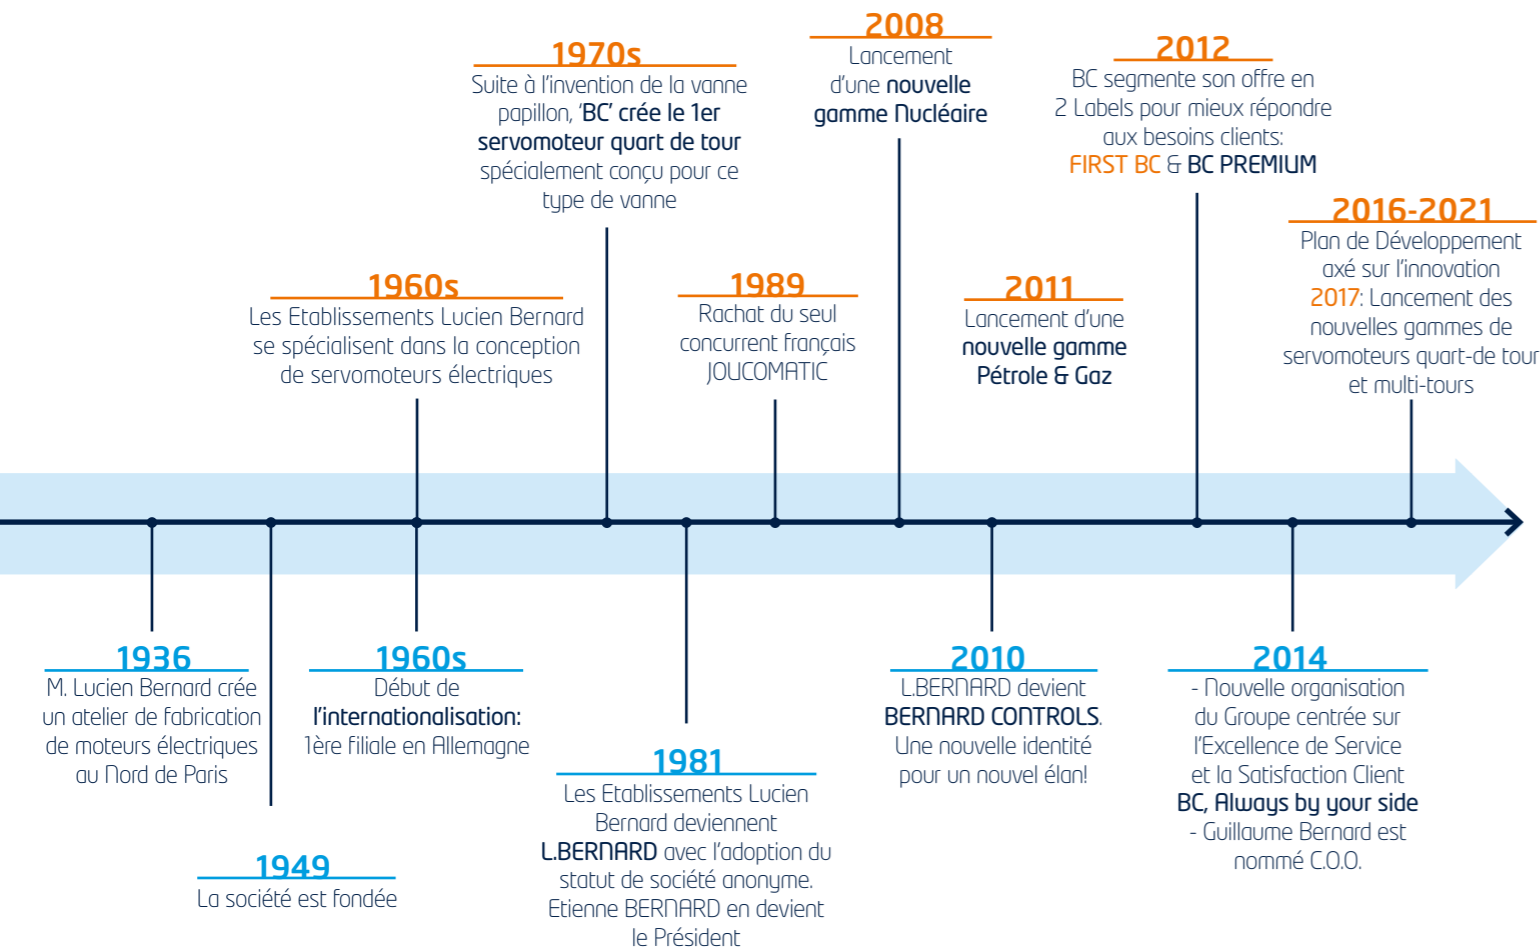 1970s
Suite à l'invention de la vanne
papillon, 'BC' crée le 1er
servomoteur quart de tour
spécialement conçu pour ce
type de vanne
2008
Lancement
d'une nouvelle
gamme Nucléaire
2012
BC segmente son offre en
2 Labels pour mieux répondre
aux besoins clients:
FIRST BC & BC PREMIUM
1960s
Les Etablissements Lucien Bernard
se spécialisent dans la conception
de servomoteurs électriques
1989
Rachat du seul
concurrent français
JOUCOMATIC
2011
Lancement d'une
nouvelle gamme
Pétrole & Gaz
2016-2021
Plan de Développement
axé sur l'innovation
2017: Lancement des
nouvelles gammes de
servomoteurs quart-de tour
et multi-tours
1936
M. Lucien Bernard crée
un atelier de fabrication
de moteurs électriques
au Nord de Paris
1949
La société est fondée
1960s
Début de
l'internationalisation:
1ère filiale en Allemagne
1981
Les Etablissements Lucien
Bernard deviennent
L.BERNARD avec l'adoption du
statut de société anonyme.
Etienne BERNARD en devient
le Président
2010
L.BERNARD devient
BERNARD CONTROLS.
Une nouvelle identité
pour un nouvel élan!
2014
- Nouvelle organisation
du Groupe centrée sur
l'Excellence de Service
et la Satisfaction Client
BC, Always by your side
- Guillaume Bernard est
nommé C.O.O.